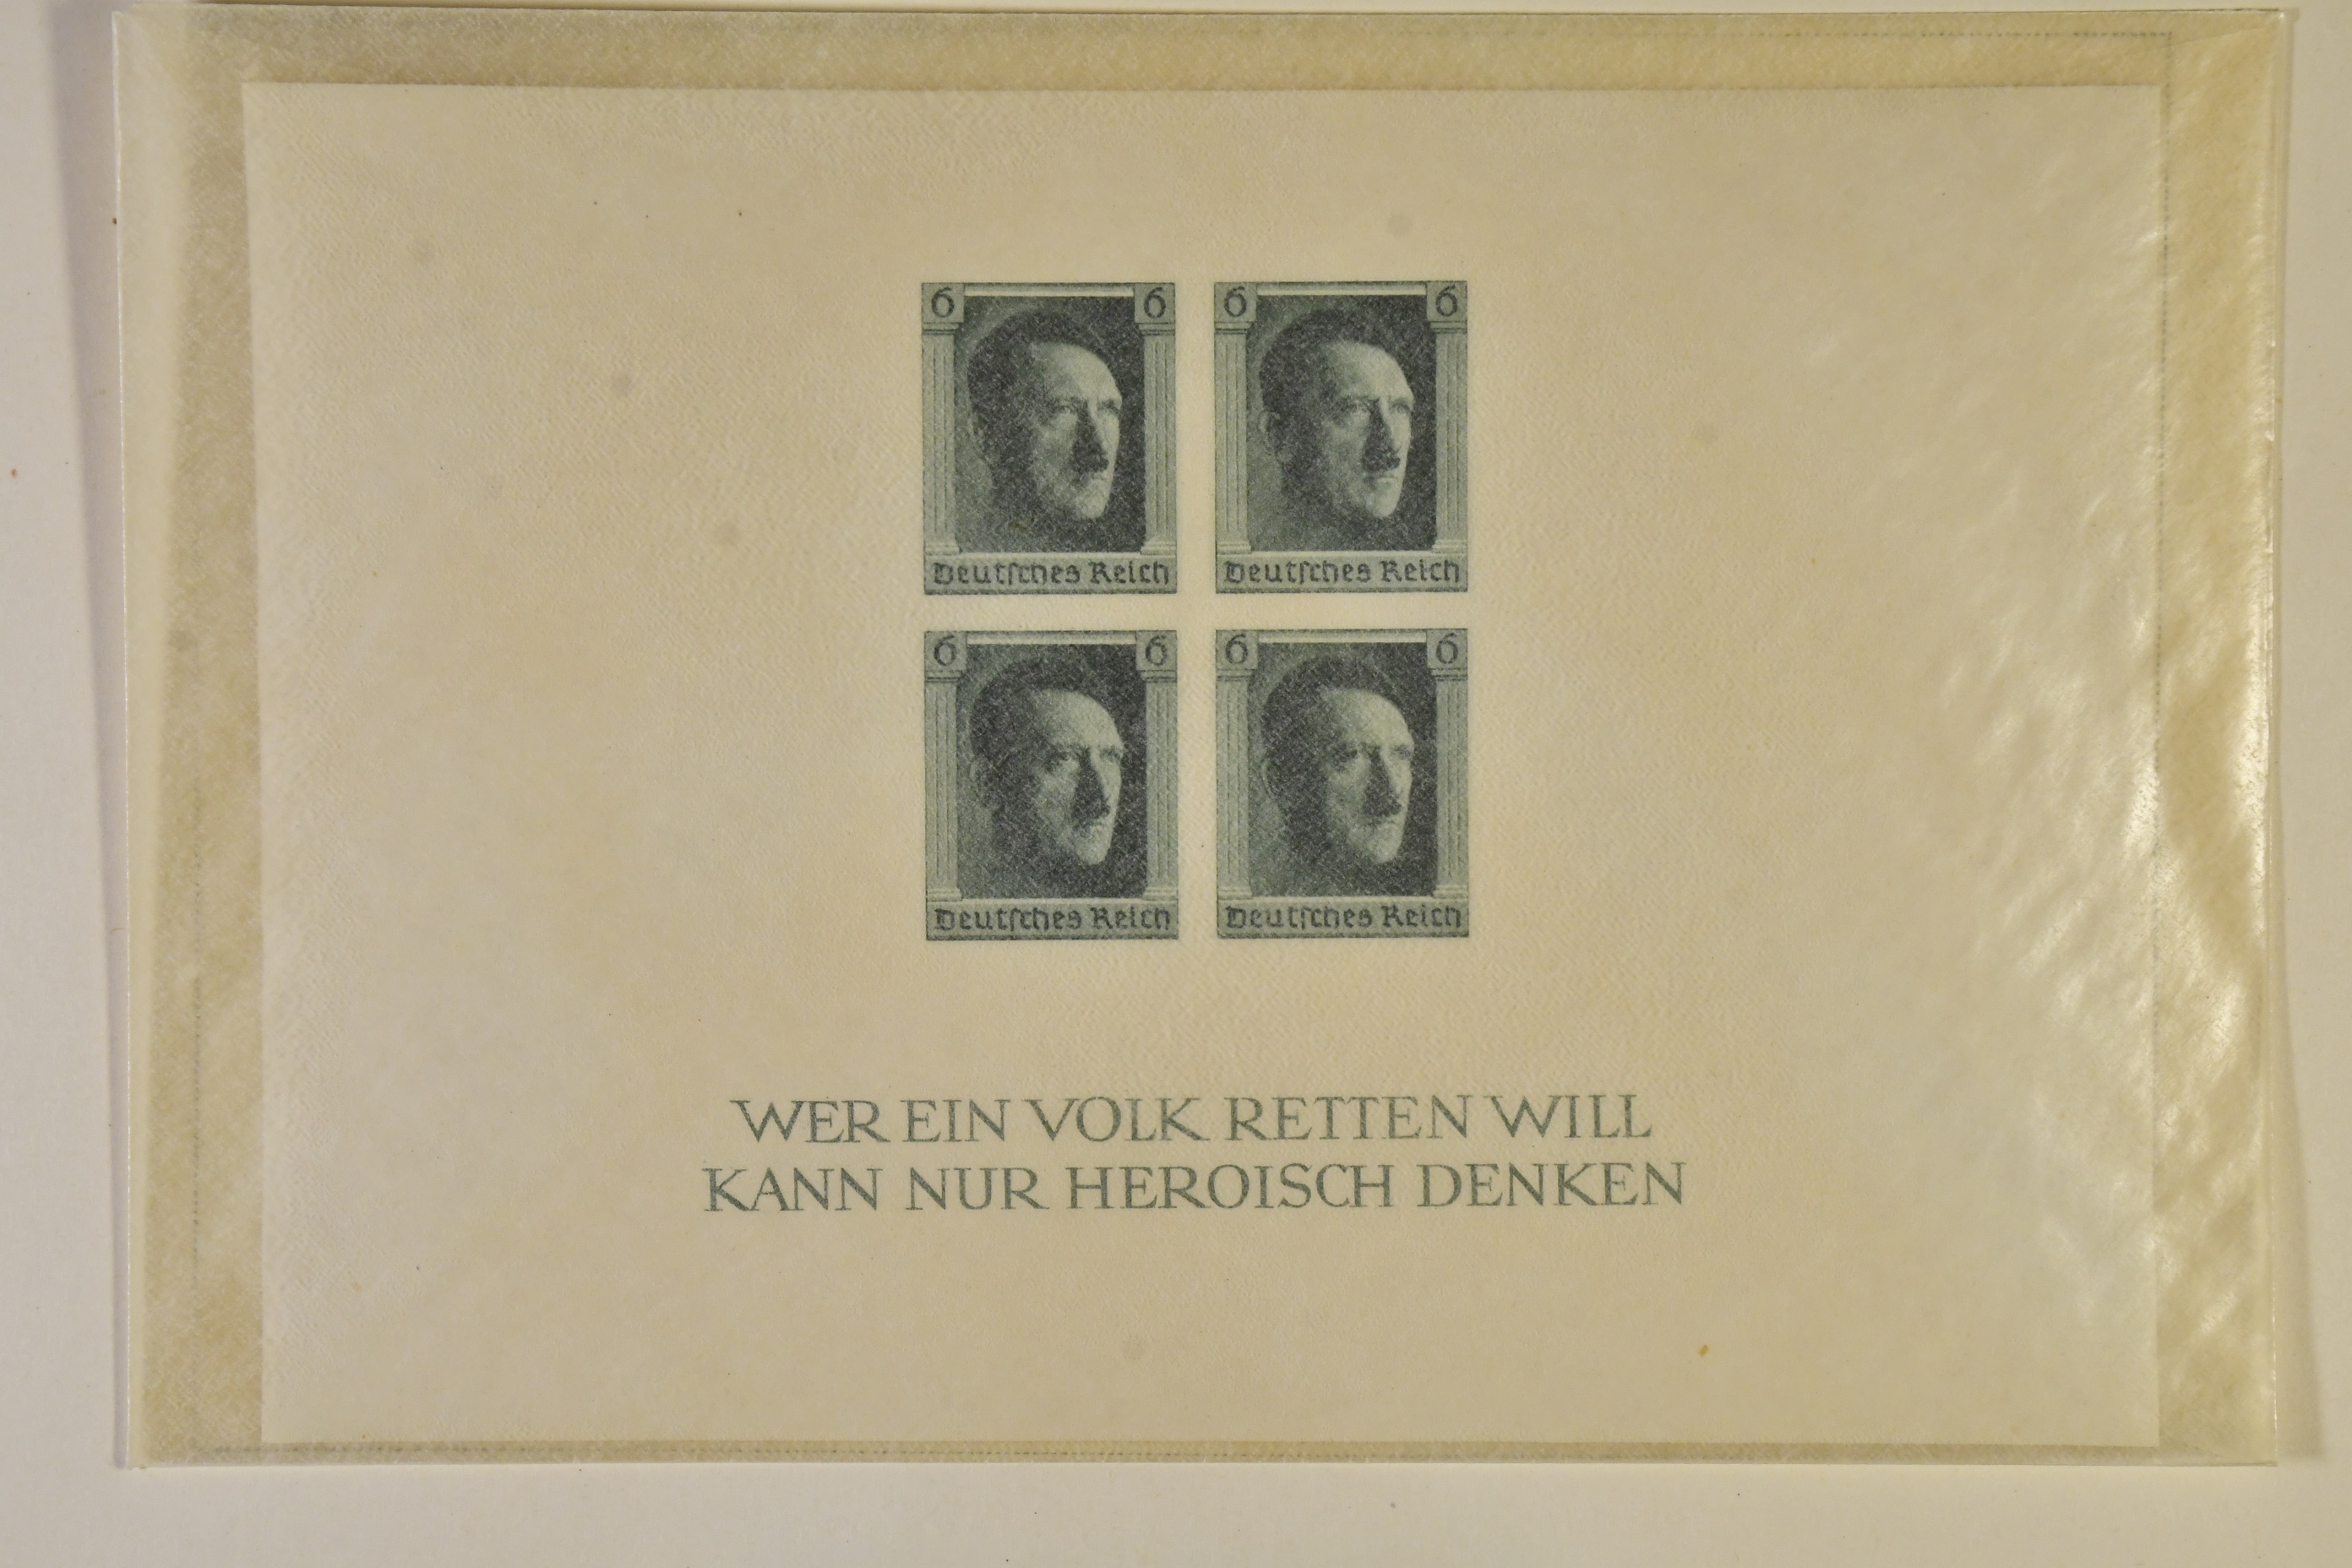 6 6 6 6
Deutſches Reich Deutſches Reich
6 6 6 6
Deutſches Reich Deutſches Reich
WER EIN VOLK RETTEN WILL
KANN NUR HEROISCH DENKEN